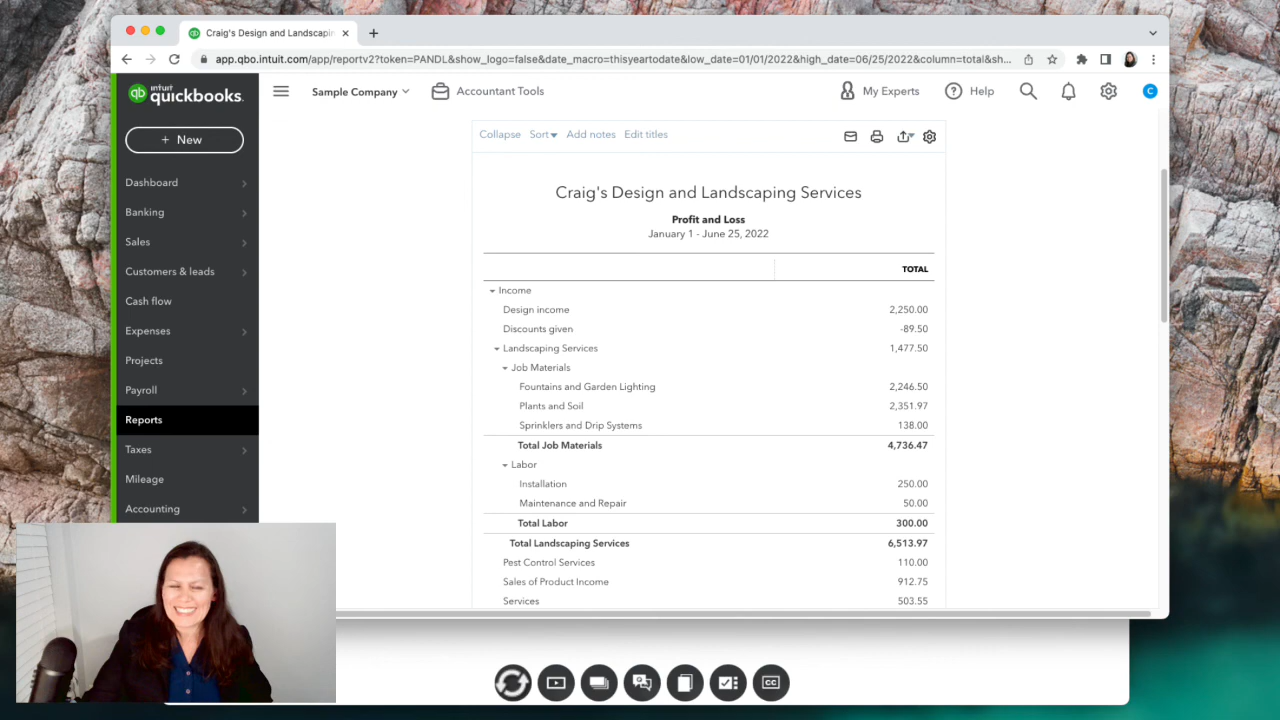 Craig's Design and Landscapin
app.qbo.intuit.com/app/reportv2?token=PANDL&show_logo=false&date_macro=thisyeartodate&low_date=01/01/2022&high_date=06/25/2022&column=total&sh...
intuit quickbooks.
Sample Company
Accountant Tools
My Experts
Help
C
+ New
Dashboard
Banking
Sales
Customers & leads
Cash flow
Expenses
Projects
Payroll
Reports
Taxes
Mileage
Accounting
Collapse Sort Add notes Edit titles
Craig's Design and Landscaping Services
Profit and Loss
January 1 - June 25, 2022
TOTAL
Income
Design income 2,250.00
Discounts given -89.50
Landscaping Services 1,477.50
Job Materials
Fountains and Garden Lighting 2,246.50
Plants and Soil 2,351.97
Sprinklers and Drip Systems 138.00
Total Job Materials 4,736.47
Labor
Installation 250.00
Maintenance and Repair 50.00
Total Labor 300.00
Total Landscaping Services 6,513.97
Pest Control Services 110.00
Sales of Product Income 912.75
Services 503.55
CC